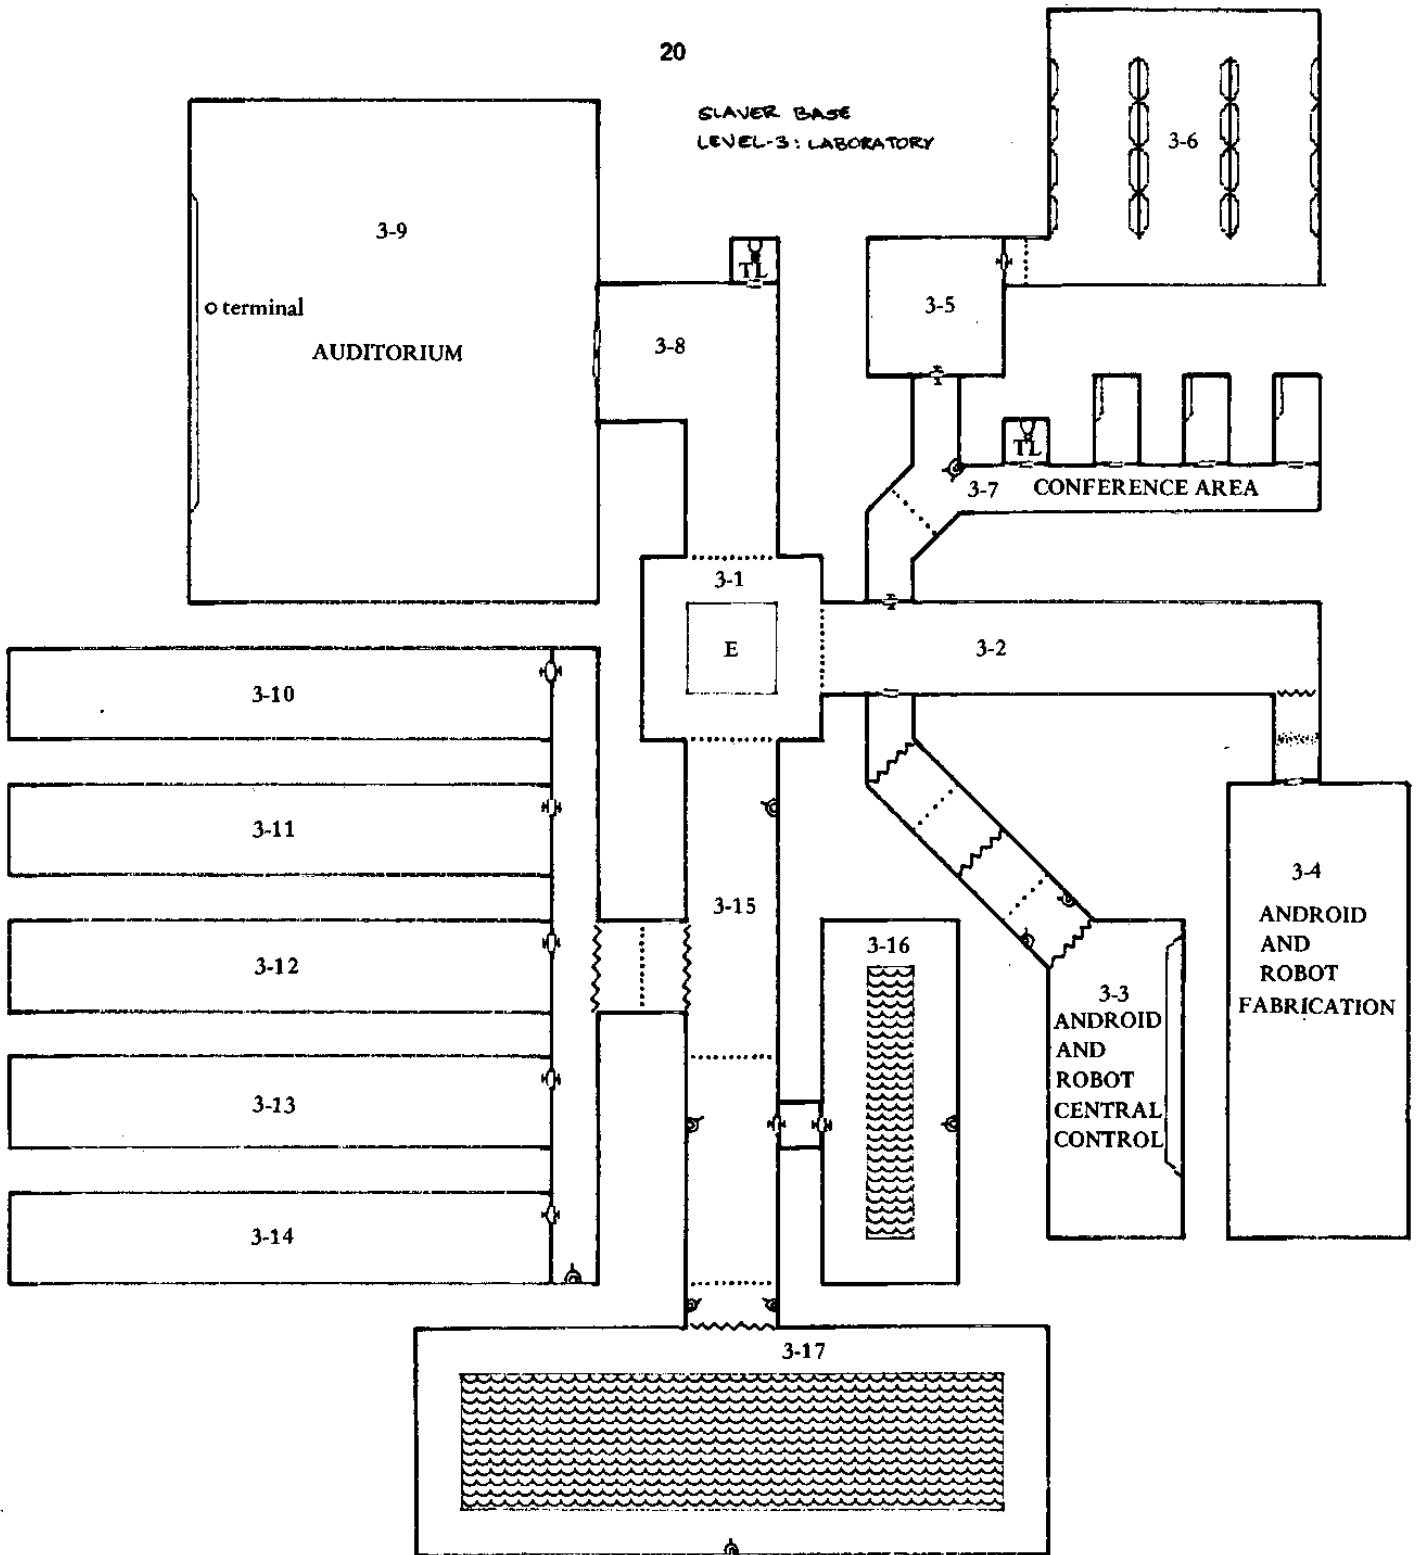 20
SLAVER BASE
LEVEL-3: LABORATORY
3-6
3-9
TL
terminal
3-5
AUDITORIUM
3-8
TL
3-7 CONFERENCE AREA
3-1
E
3-2
3-10
3-11
3-4
ANDROID
AND
ROBOT
FABRICATION
3-15
3-16
3-12
3-3
ANDROID
AND
ROBOT
CENTRAL
CONTROL
3-13
3-14
3-17